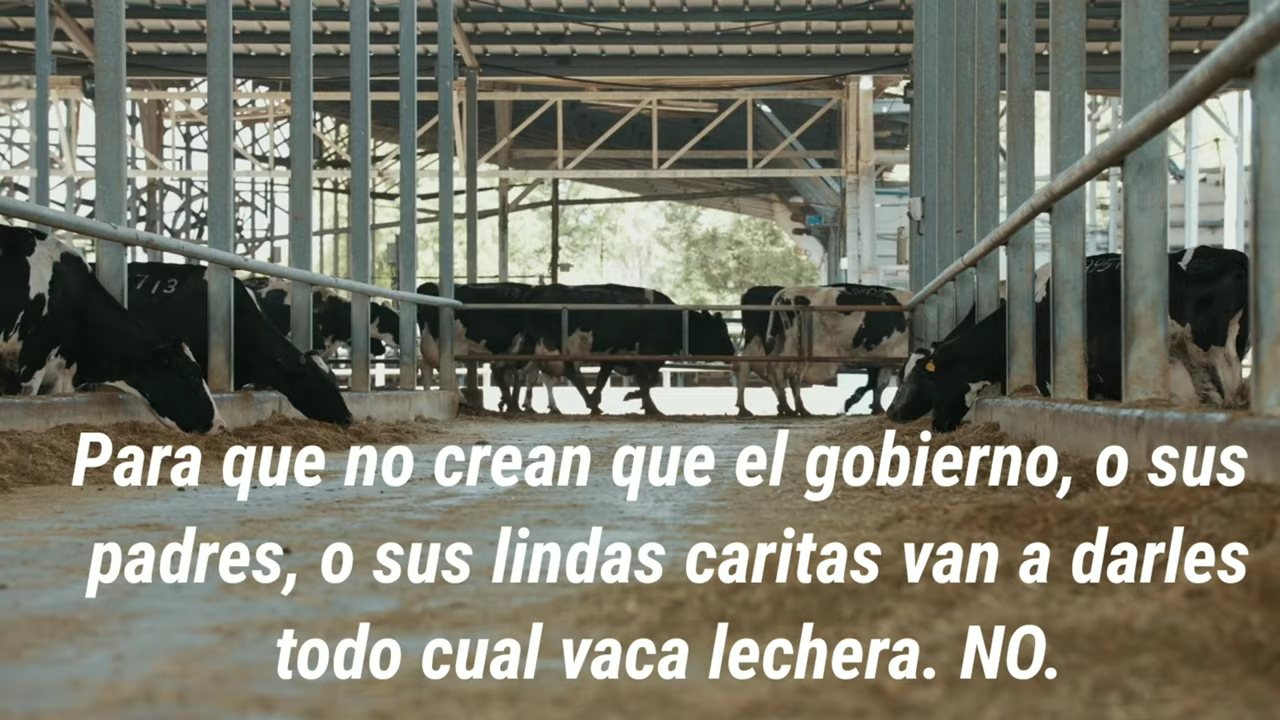 713
Para que no crean que el gobierno, o sus
padres, o sus lindas caritas van a darles
todo cual vaca lechera. NO.